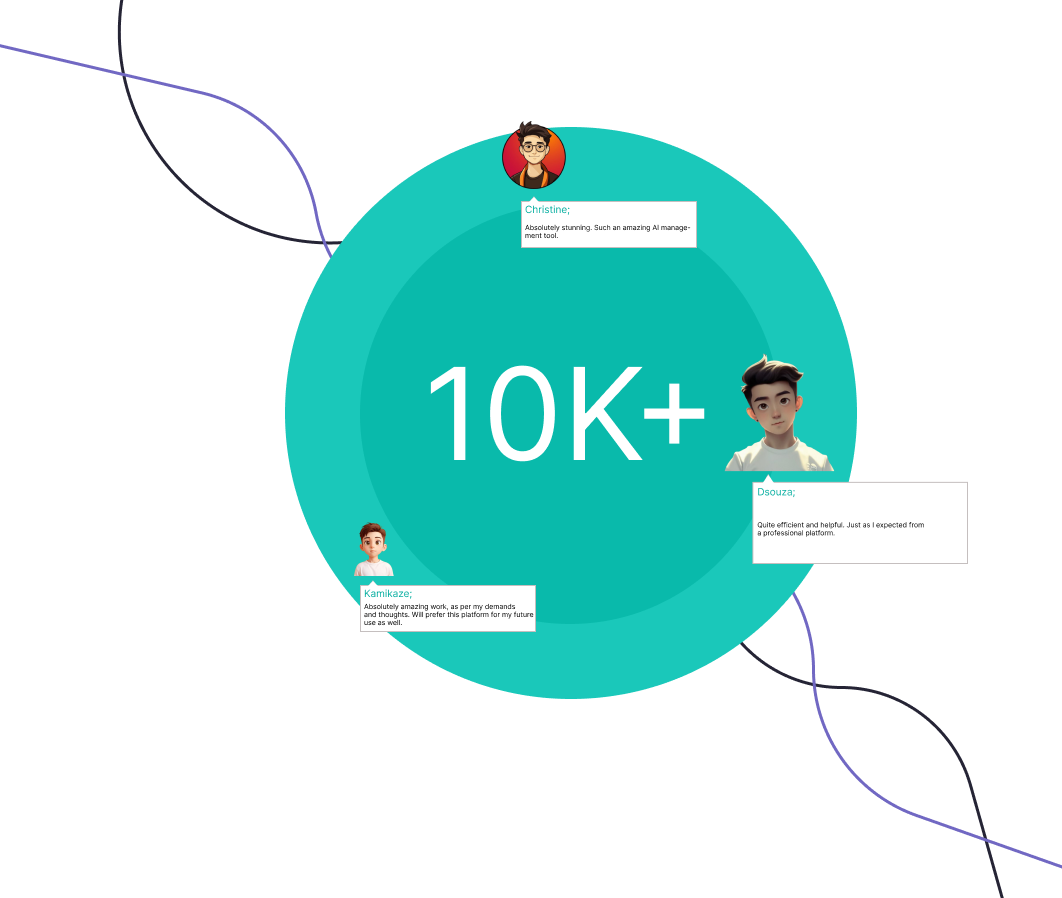 Christine;
Absolutely stunning. Such an amazing AI manage-
ment tool.
10K+
Dsouza;
Quite efficient and helpful. Just as I expected from
a professional platform.
Kamikaze;
Absolutely amazing work, as per my demands
and thoughts. Will prefer this platform for my future
use as well.